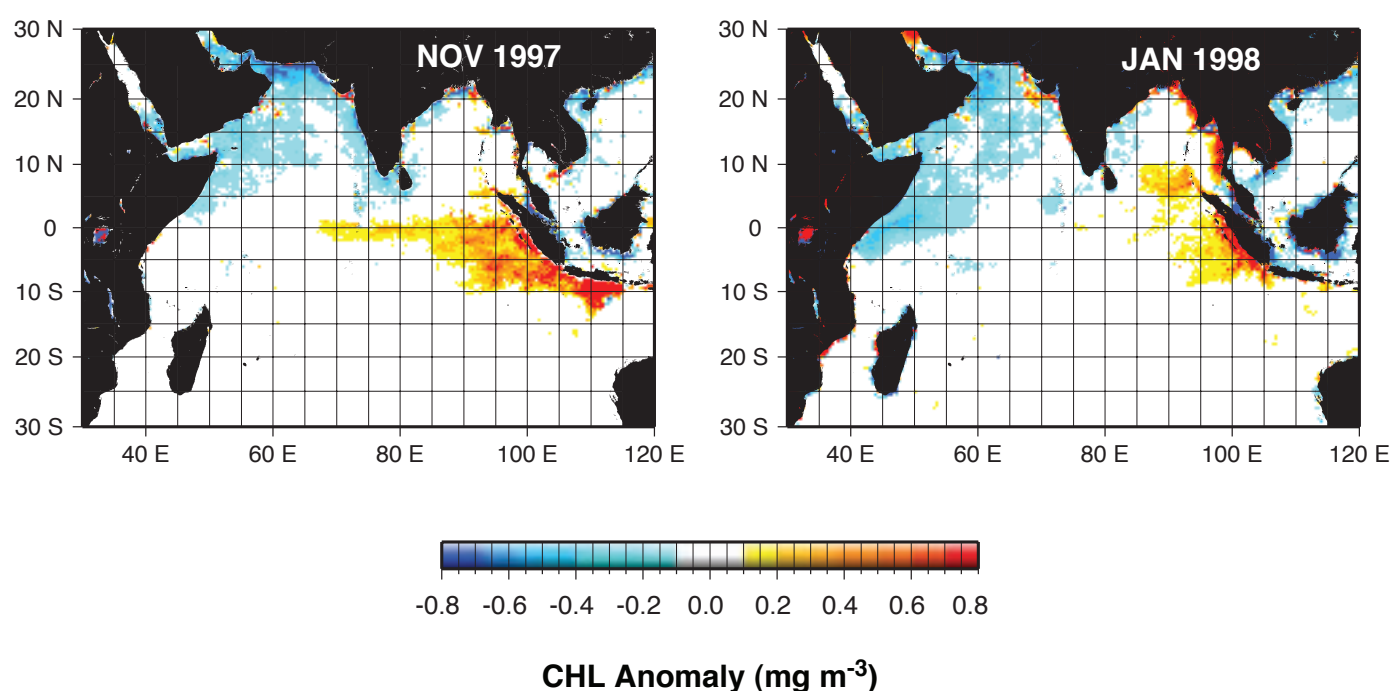 NOV 1997
30 N
20 N
10 N
0
10 S
20 S
30 S
40 E 60 E 80 E 100 E 120 E
JAN 1998
30 N
20 N
10 N
0
10 S
20 S
30 S
40 E 60 E 80 E 100 E 120 E
-0.8 -0.6 -0.4 -0.2 0.0 0.2 0.4 0.6 0.8
CHL Anomaly (mg m⁻³)